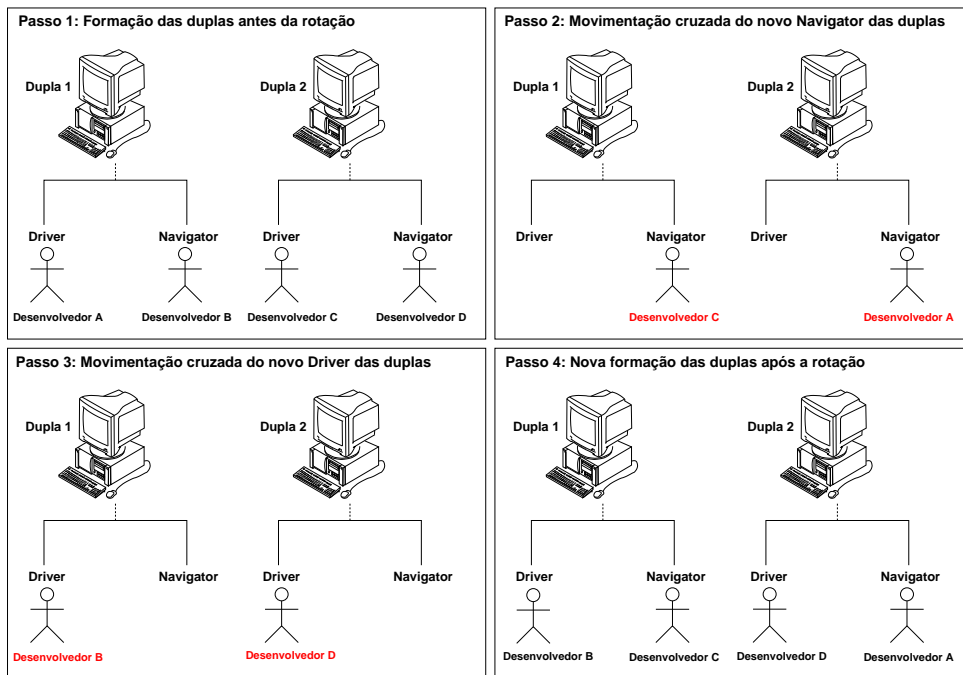 Passo 1: Formação das duplas antes da rotação
Dupla 1
Dupla 2
Driver
Navigator
Driver
Navigator
Desenvolvedor A
Desenvolvedor B
Desenvolvedor C
Desenvolvedor D
Passo 2: Movimentação cruzada do novo Navigator das duplas
Dupla 1
Dupla 2
Driver
Navigator
Driver
Navigator
Desenvolvedor C
Desenvolvedor A
Passo 3: Movimentação cruzada do novo Driver das duplas
Dupla 1
Dupla 2
Driver
Navigator
Driver
Navigator
Desenvolvedor B
Desenvolvedor D
Passo 4: Nova formação das duplas após a rotação
Dupla 1
Dupla 2
Driver
Navigator
Driver
Navigator
Desenvolvedor B
Desenvolvedor C
Desenvolvedor D
Desenvolvedor A